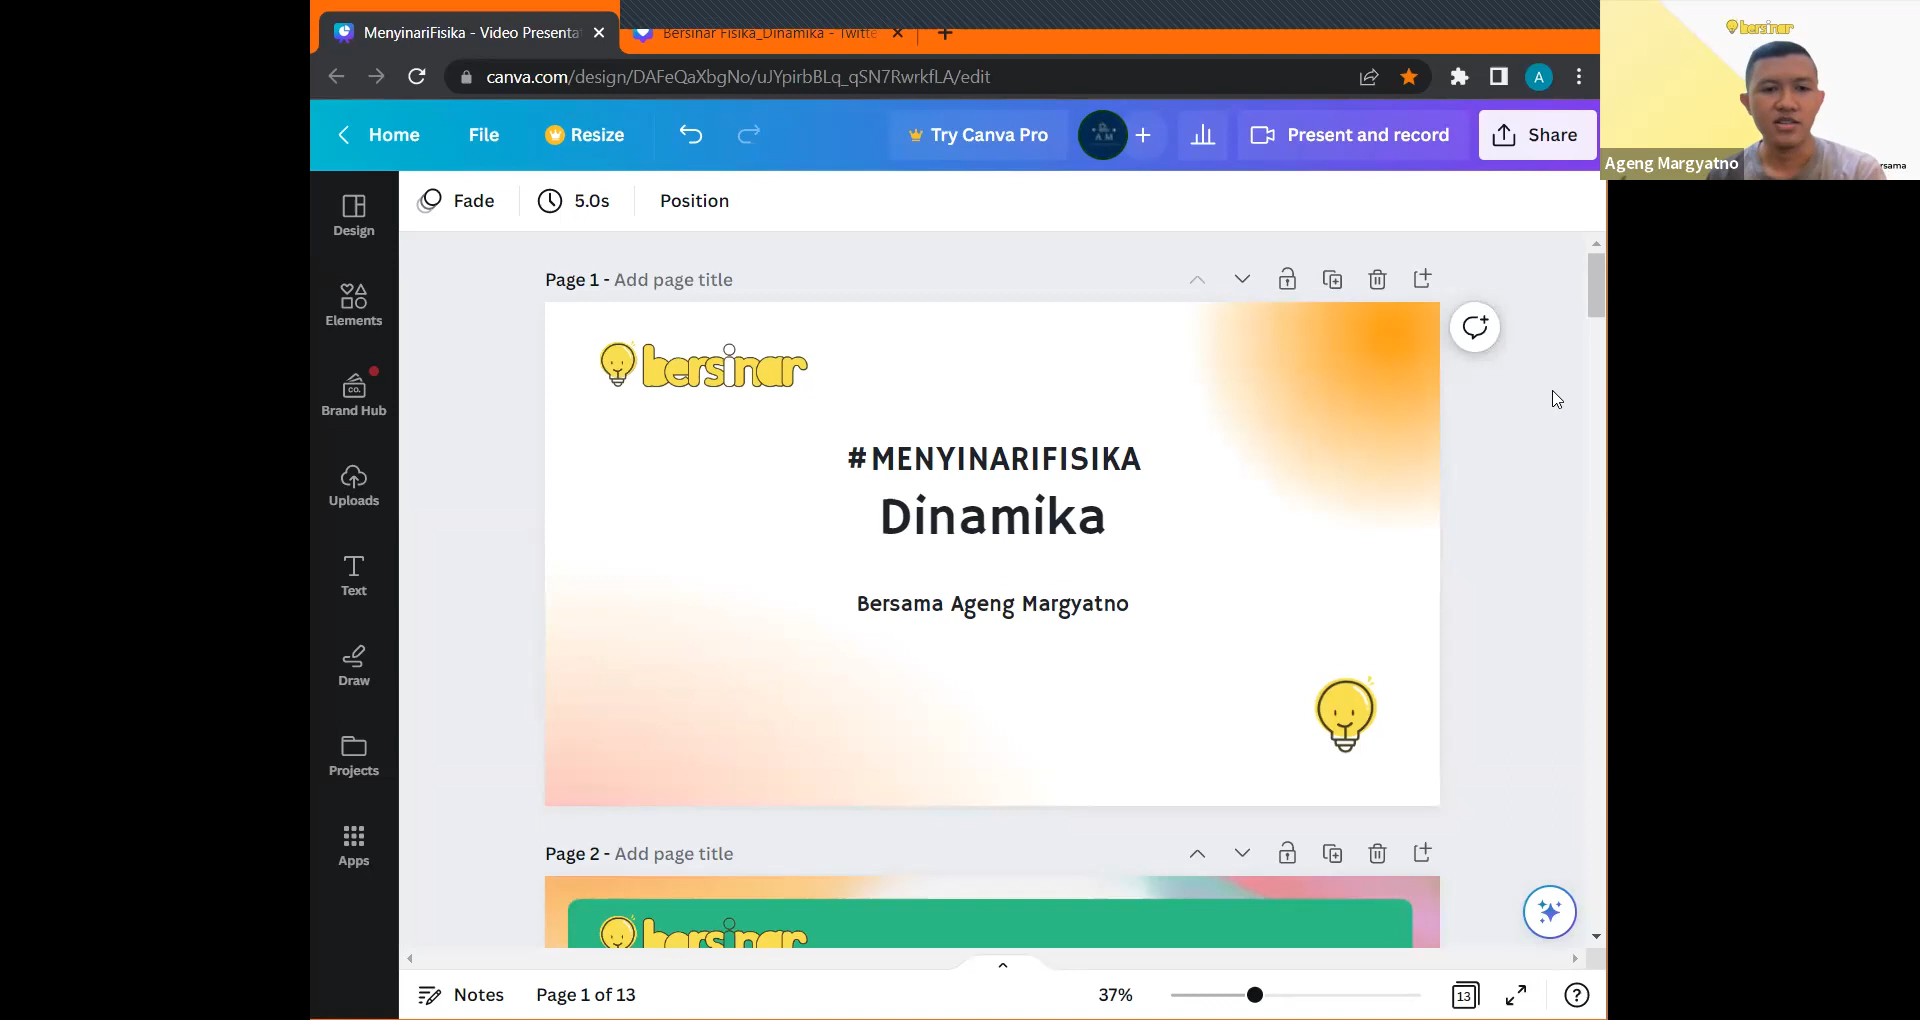 MenyinariFisika - Video Presenta
Bersinar Fisika_Dinamika - Twitte
canva.com/design/DAFeQaXbgNo/uJYpirbBLq_qSN7RwrkfLA/edit
A
bersinar
Ageng Margyatno
rsama
Home
File
Resize
Try Canva Pro
Present and record
Share
Fade
5.0s
Position
Design
Elements
CO.
Brand Hub
Uploads
Text
Draw
Projects
Apps
Page 1 - Add page title
bersinar
#MENYINARIFISIKA
Dinamika
Bersama Ageng Margyatno
Page 2 - Add page title
bersinar
Notes
Page 1 of 13
37%
13